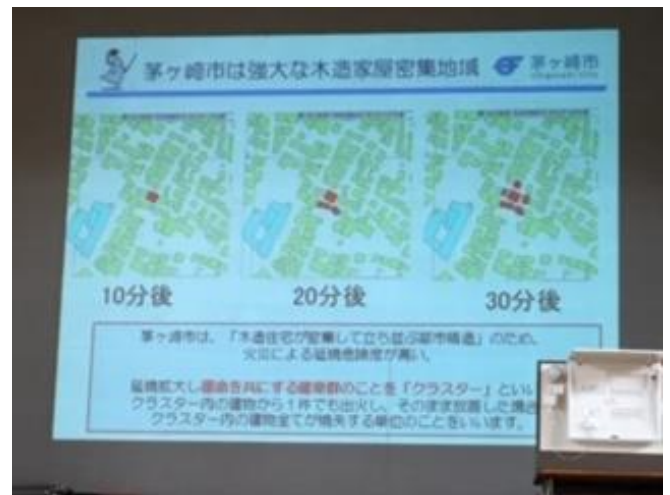 茅ヶ崎市は強大な木造家屋密集地域
茅ヶ崎市
10分後
20分後
30分後
茅ヶ崎市は、「木造住宅が密集して立ち並ぶ都市構造」のため、
火災による延焼危険度が高い。
延焼拡大し運命を共にする建物群のことを「クラスター」といい
クラスター内の建物から1件でも出火し、そのまま放置した場合
クラスター内の建物全てが焼失する単位のことをいいます。